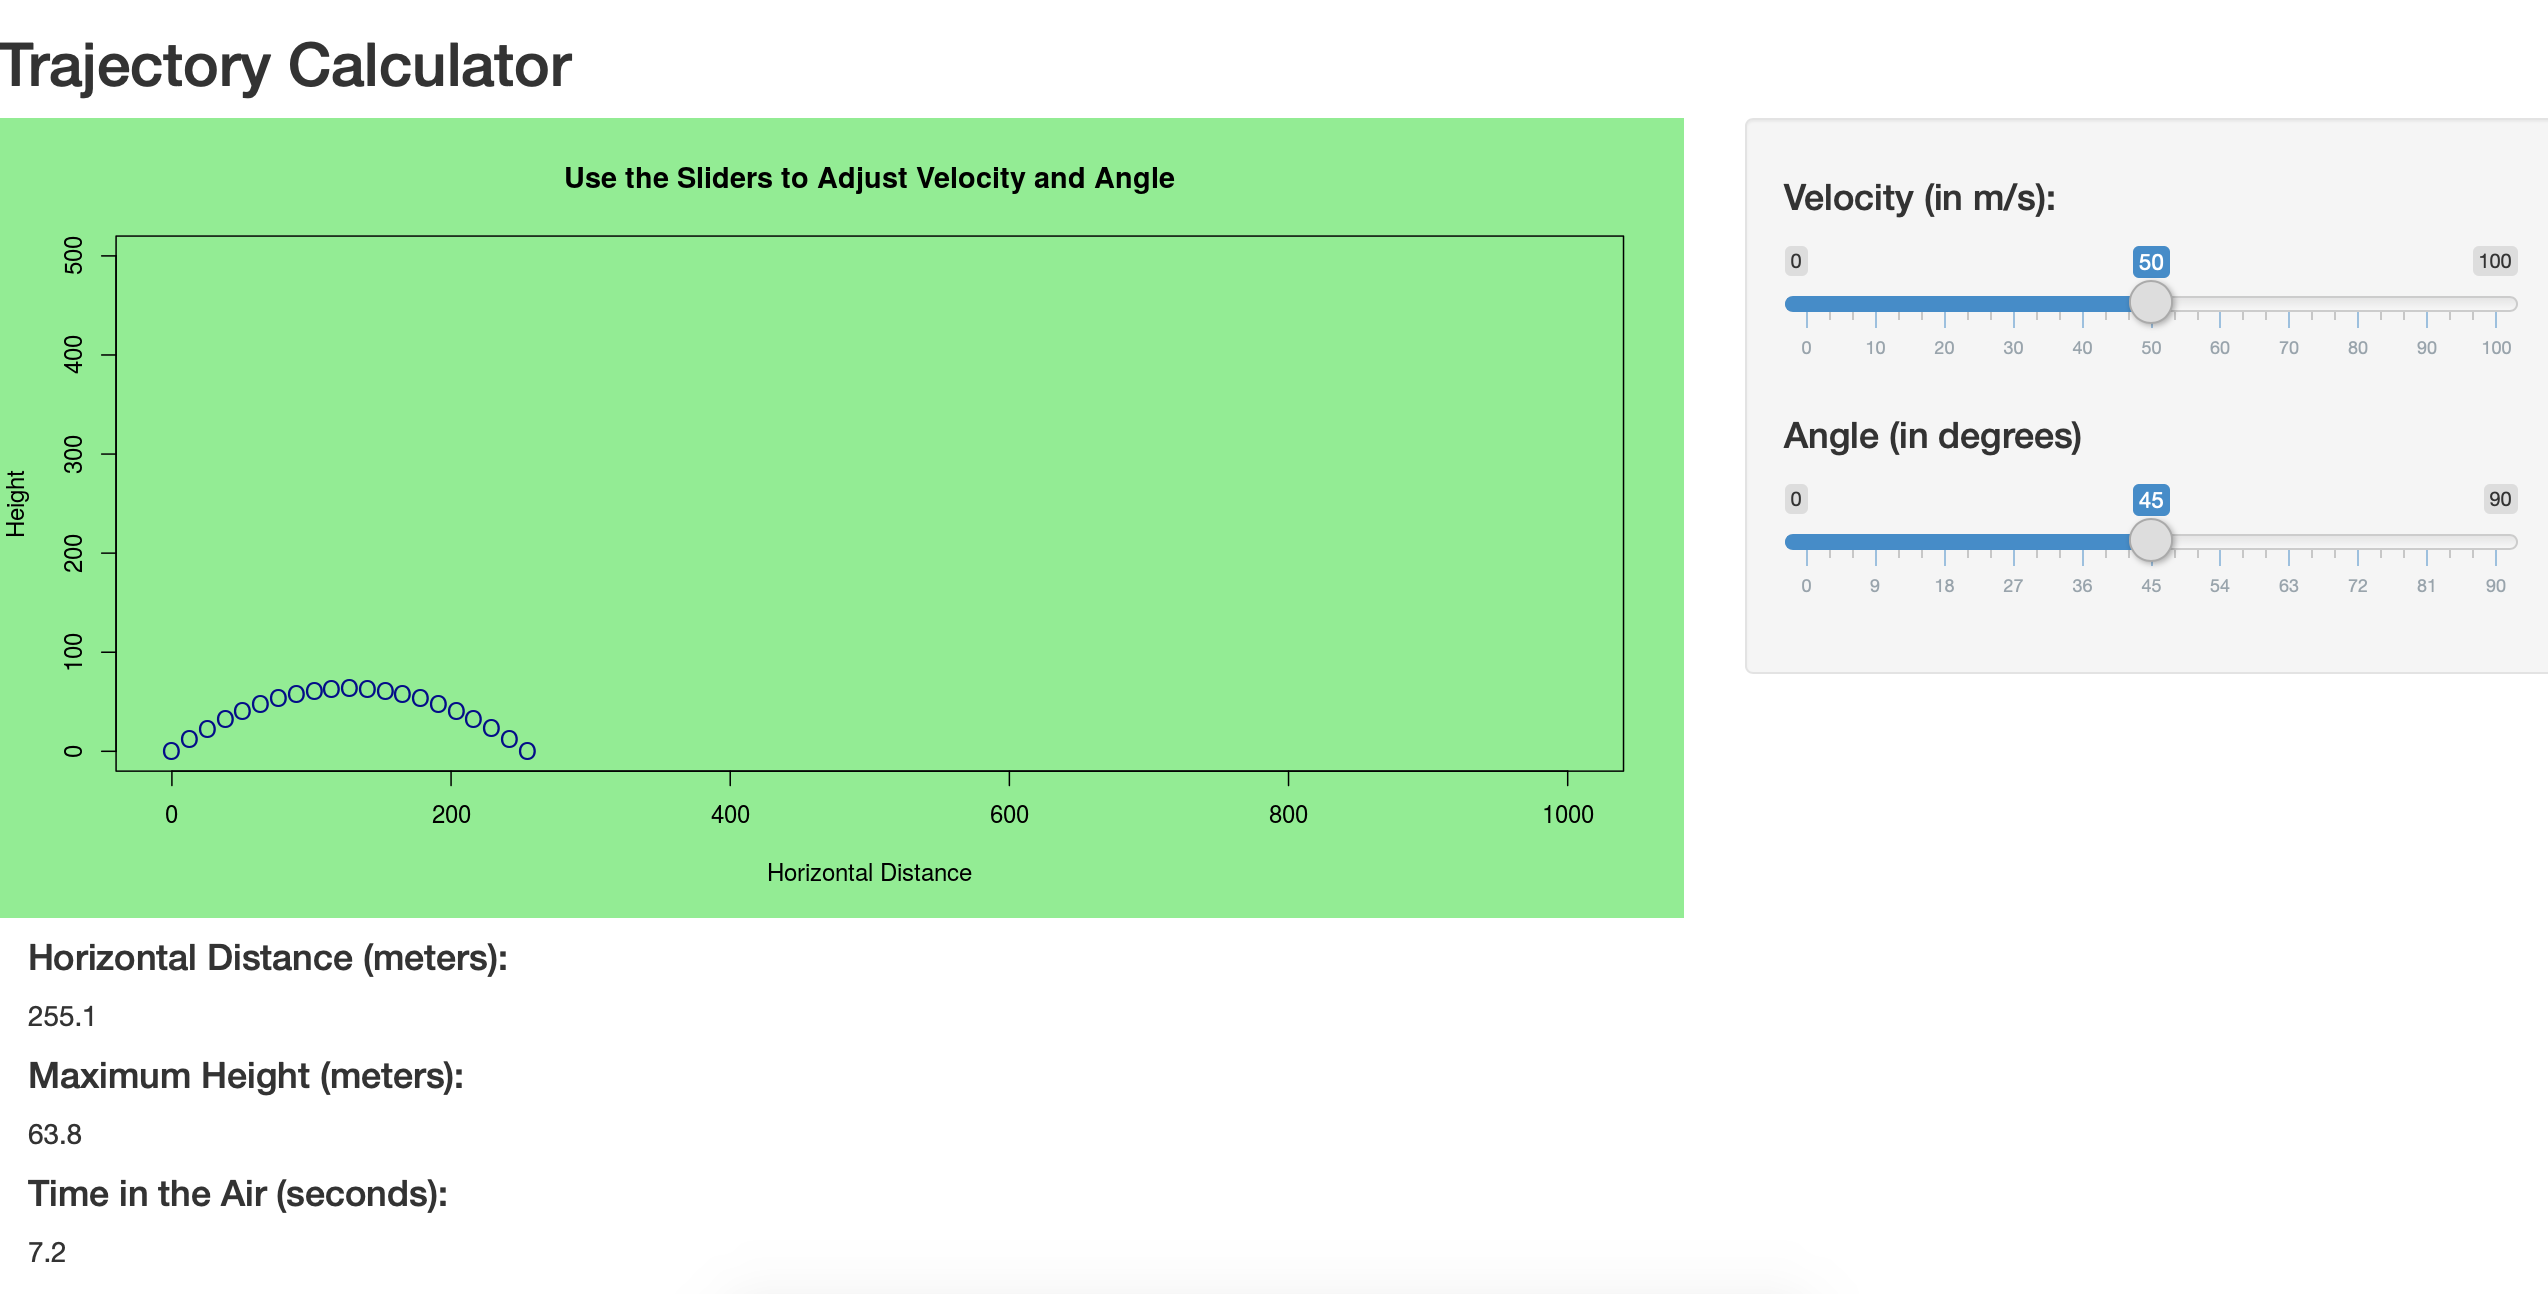 Trajectory Calculator
Use the Sliders to Adjust Velocity and Angle
500
400
300
200
100
0
Height
0 200 400 600 800 1000
Horizontal Distance
Velocity (in m/s):
0 50 100
0 10 20 30 40 50 60 70 80 90 100
Angle (in degrees)
0 45 90
0 9 18 27 36 45 54 63 72 81 90
Horizontal Distance (meters):
255.1
Maximum Height (meters):
63.8
Time in the Air (seconds):
7.2